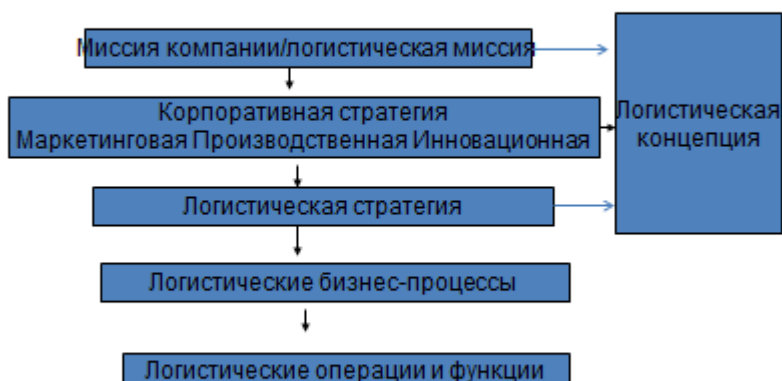 Миссия компании/логистическая миссия
Корпоративная стратегия
Маркетинговая Производственная Инновационная
Логистическая
концепция
Логистическая стратегия
Логистические бизнес-процессы
Логистические операции и функции